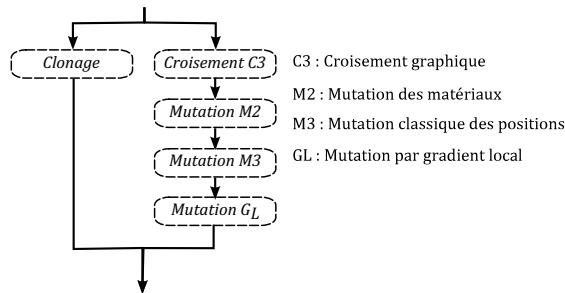 Clonage
Croisement C3
Mutation M2
Mutation M3
Mutation GL
C3 : Croisement graphique
M2 : Mutation des matériaux
M3 : Mutation classique des positions
GL : Mutation par gradient local